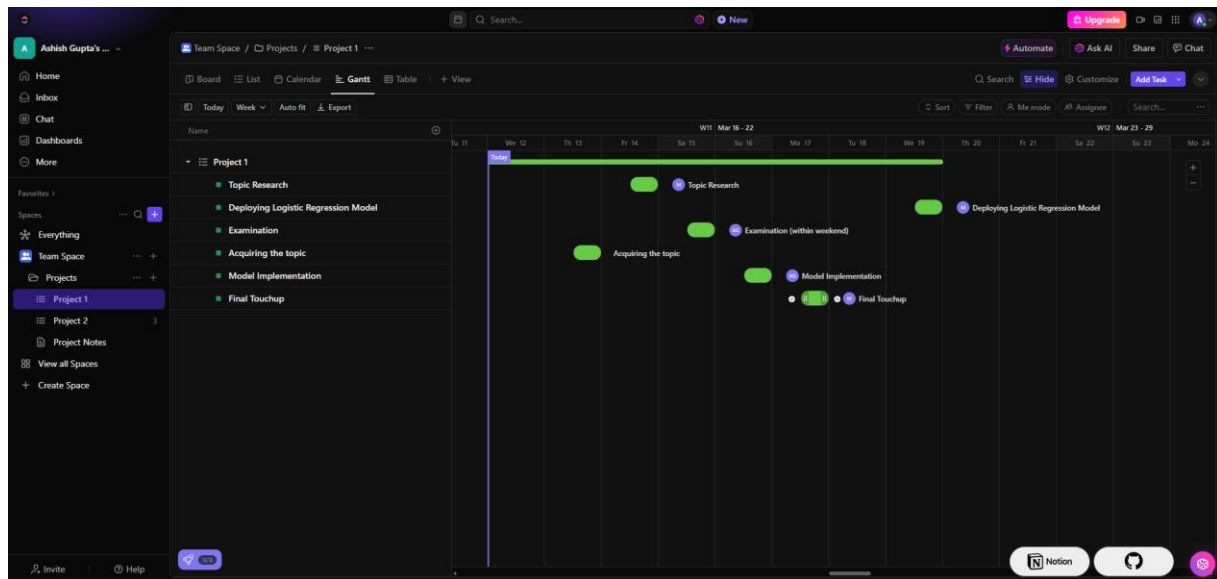 Search...
New
Upgrade
A
A
Ashish Gupta's ...
Team Space / Projects / Project 1 ...
Automate
Ask AI
Share
Chat
Home
Inbox
Chat
Dashboards
More
Board
List
Calendar
Gantt
Table
+ View
Search
Hide
Customize
Add Task
Today
Week
Auto fit
Export
Sort
Filter
Me mode
Assignee
Search...
Name
W11 Mar 16 - 22
W12 Mar 23 - 29
Tu 11
We 12
Th 13
Fr 14
Sa 15
Su 16
Mo 17
Tu 18
We 19
Th 20
Fr 21
Sa 22
Su 23
Mo 24
Today
Project 1
Topic Research
M Topic Research
Deploying Logistic Regression Model
M Deploying Logistic Regression Model
Examination
AG Examination (within weekend)
Acquiring the topic
Acquiring the topic
Model Implementation
AG Model Implementation
Final Touchup
M Final Touchup
Favorites >
Spaces
Everything
Team Space
Projects
Project 1
Project 2 3
Project Notes
View all Spaces
+ Create Space
Invite
Help
Notion